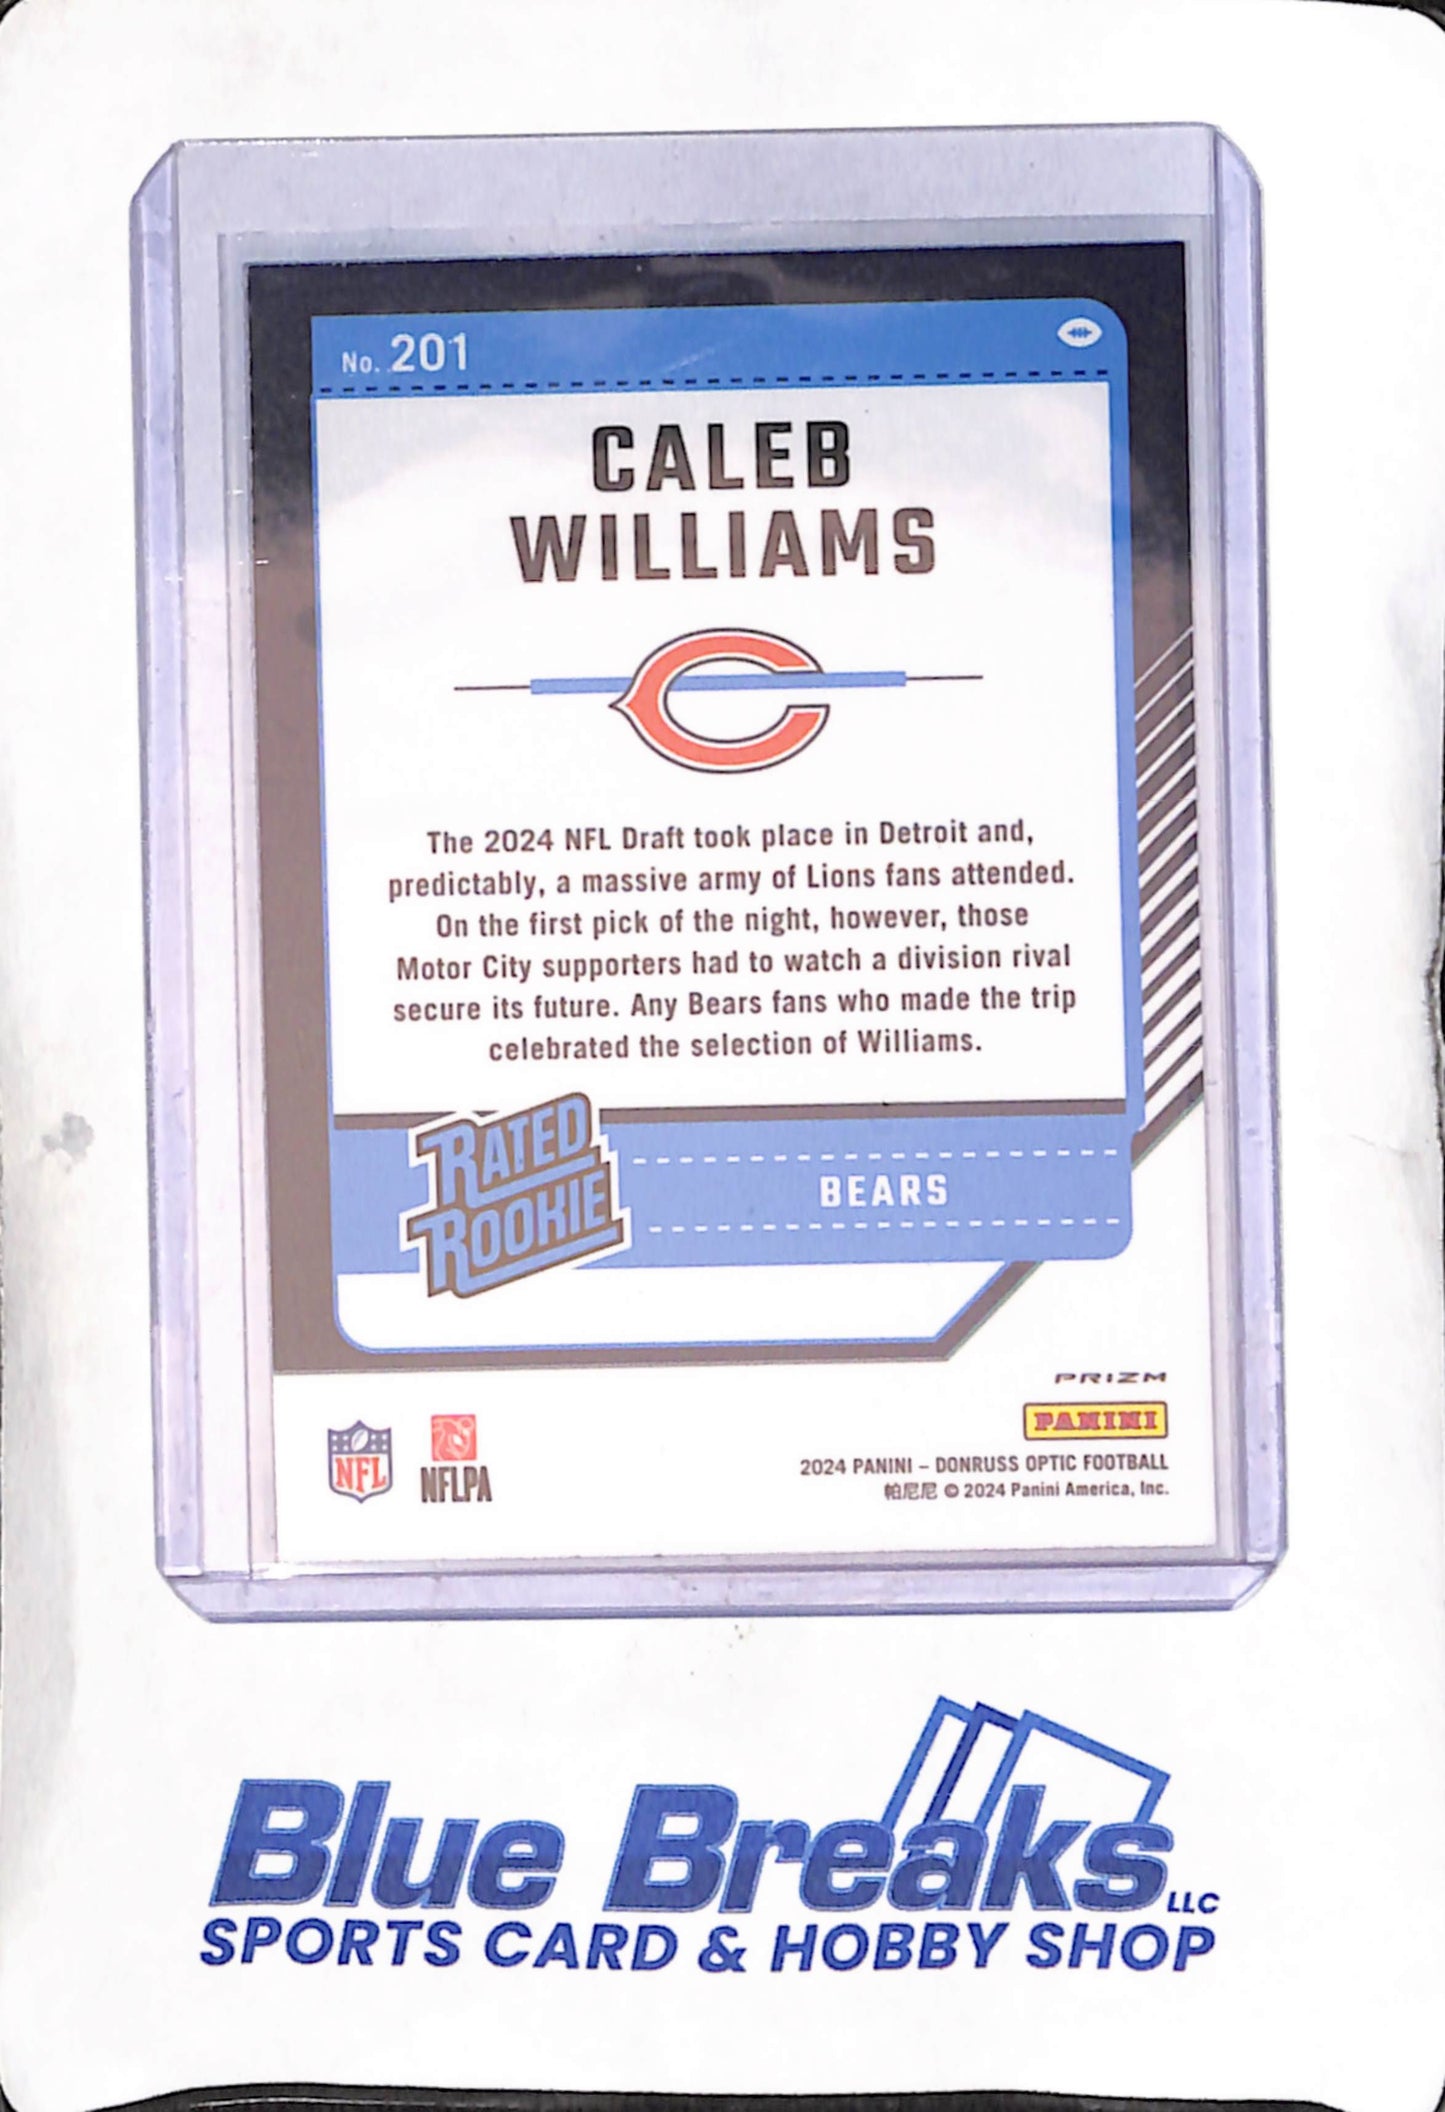 No. 201
CALEB
WILLIAMS
The 2024 NFL Draft took place in Detroit and,
predictably, a massive army of Lions fans attended.
On the first pick of the night, however, those
Motor City supporters had to watch a division rival
secure its future. Any Bears fans who made the trip
celebrated the selection of Williams.
RATED
ROOKIE
BEARS
PRIZM
PANINI
NFL
NFLPA
2024 PANINI – DONRUSS OPTIC FOOTBALL
帕尼尼 © 2024 Panini America, Inc.
Blue Breaks LLC
SPORTS CARD & HOBBY SHOP